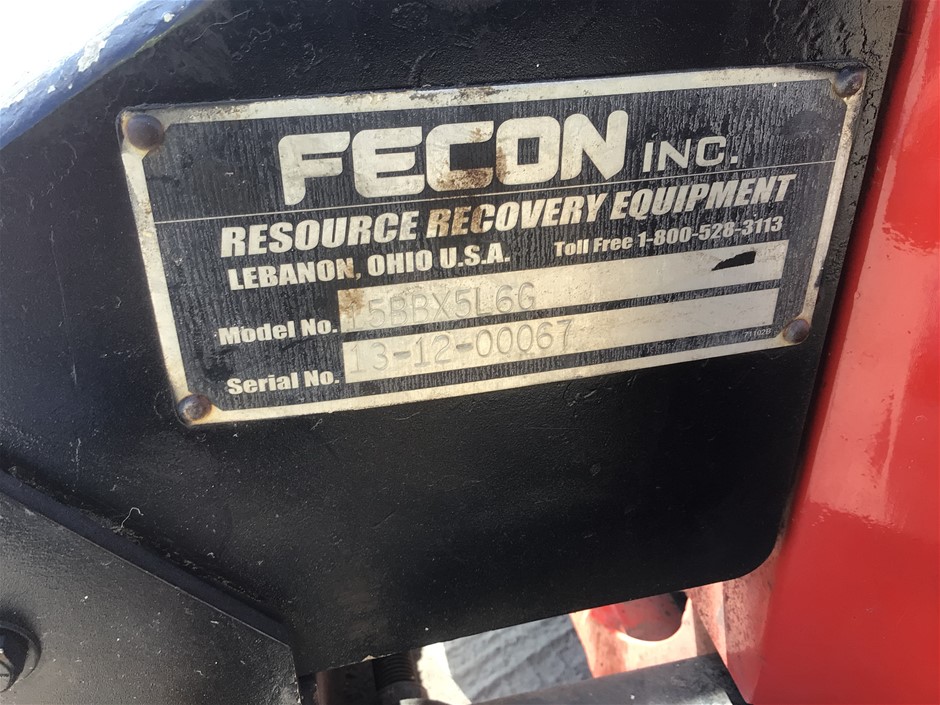 FECON INC.
RESOURCE RECOVERY EQUIPMENT
LEBANON, OHIO U.S.A. Toll Free 1-800-528-3113
Model No.
Serial No. 13-12-00067
71102B